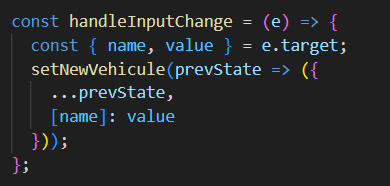 const handleInputChange = (e) => {
  const { name, value } = e.target;
  setNewVehicule(prevState => ({
    ...prevState,
    [name]: value
  }));
};